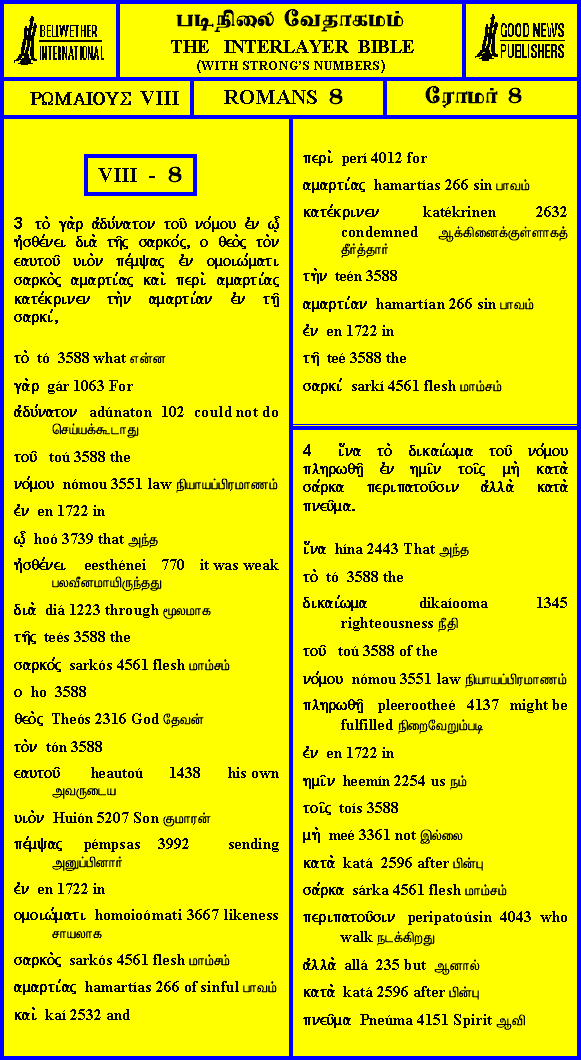 BELLWETHER
INTERNATIONAL
படிநிலை வேதாகமம்
THE INTERLAYER BIBLE
(WITH STRONG'S NUMBERS)
GOOD NEWS
PUBLISHERS
ΡΩΜΑΙΟΥΣ VIII
ROMANS 8
ரோமர் 8
VIII - 8
3 τὸ γὰρ ἀδύνατον τοῦ νόμου ἐν ᾧ
ἠσθένει διὰ τῆς σαρκός, ο θεὸς τὸν
εαυτοῦ υιὸν πέμψας ἐν ομοιώματι
σαρκὸς αμαρτίας καὶ περὶ αμαρτίας
κατέκρινεν τὴν αμαρτίαν ἐν τῇ
σαρκί,
τὸ tó 3588 what என்ன
γὰρ gár 1063 For
ἀδύνατον adúnaton 102 could not do
செய்யக்கூடாது
τοῦ toú 3588 the
νόμου nómou 3551 law நியாயப்பிரமாணம்
ἐν en 1722 in
ᾧ hoó 3739 that அந்த
ἠσθένει eesthénei 770 it was weak
பலவீனமாயிருந்தது
διὰ diá 1223 through மூலமாக
τῆς teés 3588 the
σαρκός sarkós 4561 flesh மாம்சம்
ο ho 3588
θεὸς Theós 2316 God தேவன்
τὸν tón 3588
εαυτοῦ heautoú 1438 his own
அவருடைய
υιὸν Huión 5207 Son குமாரன்
πέμψας pémpsas 3992 sending
அனுப்பினார்
ἐν en 1722 in
ομοιώματι homoioómati 3667 likeness
சாயலாக
σαρκὸς sarkós 4561 flesh மாம்சம்
αμαρτίας hamartías 266 of sinful பாவம்
καὶ kaí 2532 and
περὶ perí 4012 for
αμαρτίας hamartías 266 sin பாவம்
κατέκρινεν katékrinen 2632
condemned ஆக்கினைக்குள்ளாகத்
தீர்த்தார்
τὴν teén 3588
αμαρτίαν hamartían 266 sin பாவம்
ἐν en 1722 in
τῇ teé 3588 the
σαρκί sarkí 4561 flesh மாம்சம்
4 ἵνα τὸ δικαίωμα τοῦ νόμου
πληρωθῇ ἐν ημῖν τοῖς μὴ κατὰ
σάρκα περιπατοῦσιν ἀλλὰ κατὰ
πνεῦμα.
ἵνα hína 2443 That அந்த
τὸ tó 3588 the
δικαίωμα dikaíooma 1345
righteousness நீதி
τοῦ toú 3588 of the
νόμου nómou 3551 law நியாயப்பிரமாணம்
πληρωθῇ pleerootheé 4137 might be
fulfilled நிறைவேறும்படி
ἐν en 1722 in
ημῖν heemín 2254 us நம்
τοῖς toís 3588
μὴ meé 3361 not இல்லை
κατὰ katá 2596 after பின்பு
σάρκα sárka 4561 flesh மாம்சம்
περιπατοῦσιν peripatoúsin 4043 who
walk நடக்கிறது
ἀλλὰ allá 235 but ஆனால்
κατὰ katá 2596 after பின்பு
πνεῦμα Pneúma 4151 Spirit ஆவி